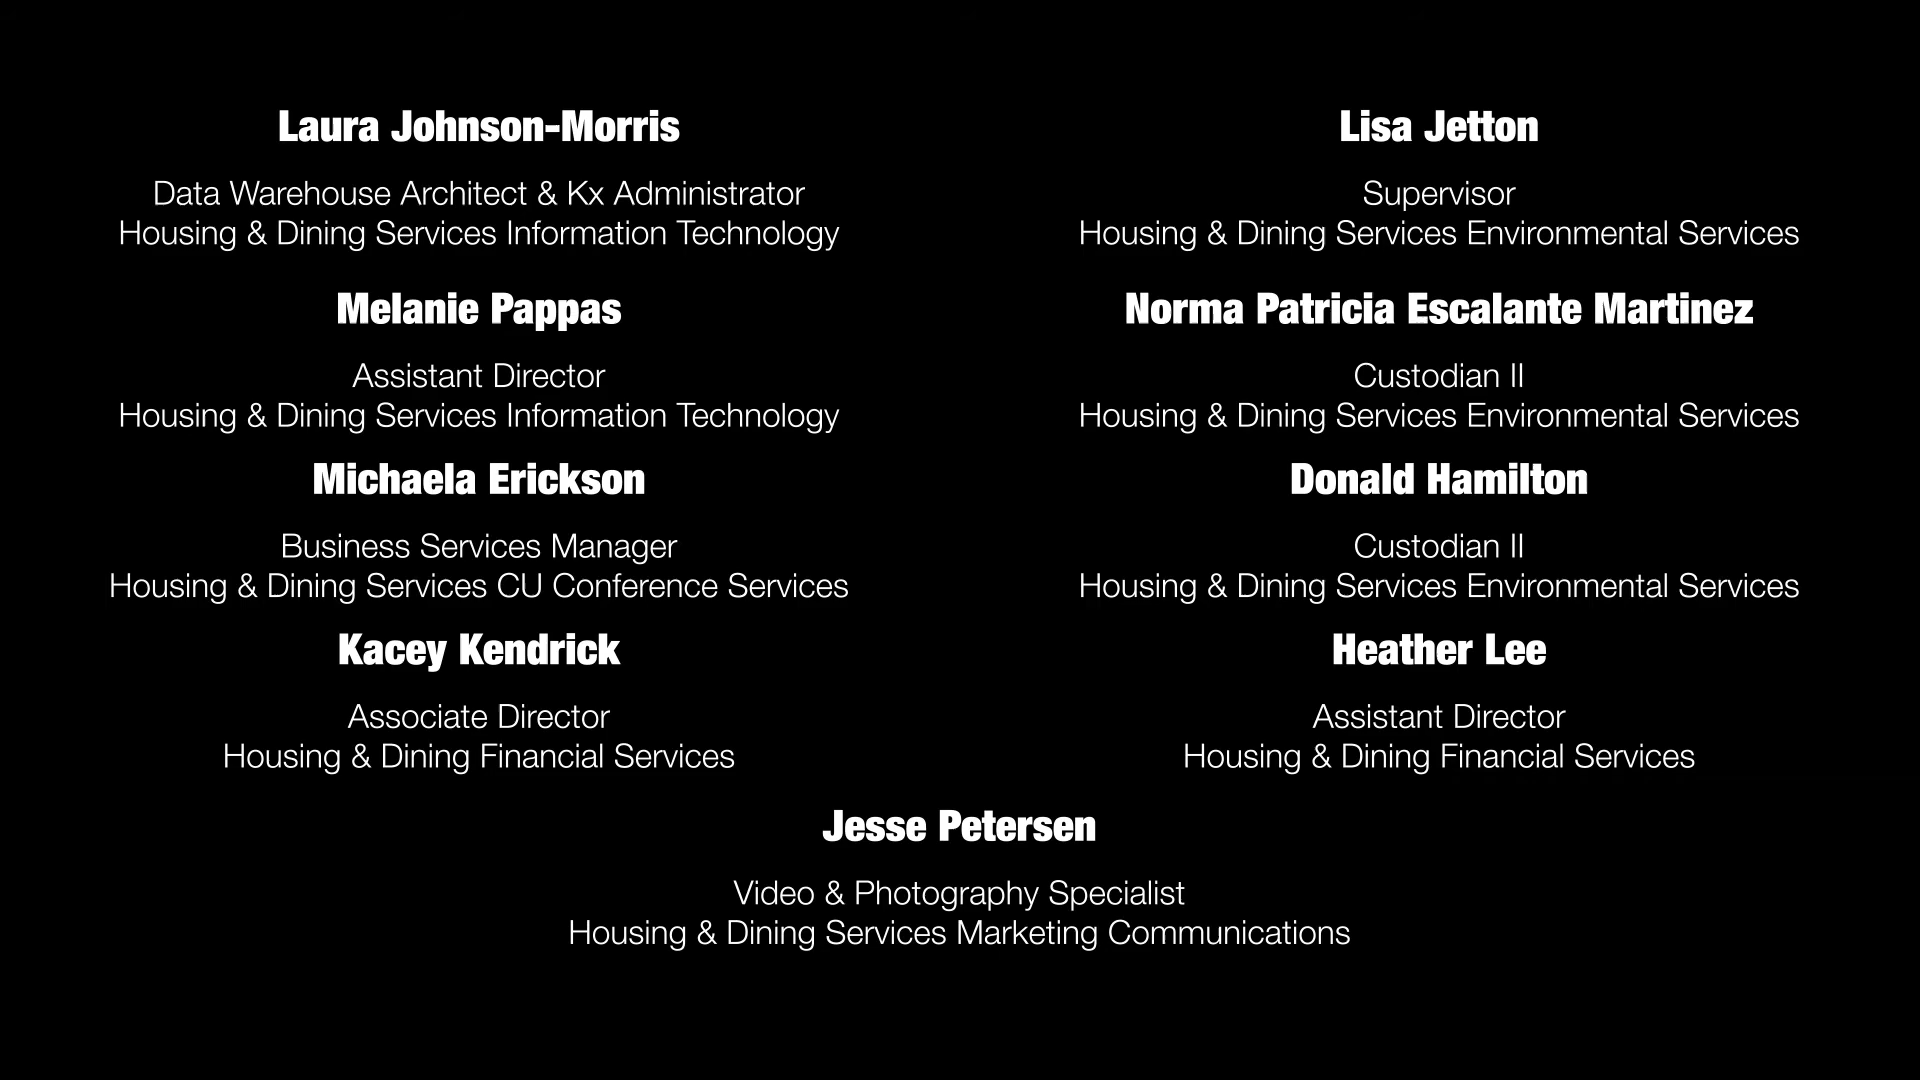 Laura Johnson-Morris
Data Warehouse Architect & Kx Administrator
Housing & Dining Services Information Technology
Lisa Jetton
Supervisor
Housing & Dining Services Environmental Services
Melanie Pappas
Assistant Director
Housing & Dining Services Information Technology
Norma Patricia Escalante Martinez
Custodian II
Housing & Dining Services Environmental Services
Michaela Erickson
Business Services Manager
Housing & Dining Services CU Conference Services
Donald Hamilton
Custodian II
Housing & Dining Services Environmental Services
Kacey Kendrick
Associate Director
Housing & Dining Financial Services
Heather Lee
Assistant Director
Housing & Dining Financial Services
Jesse Petersen
Video & Photography Specialist
Housing & Dining Services Marketing Communications